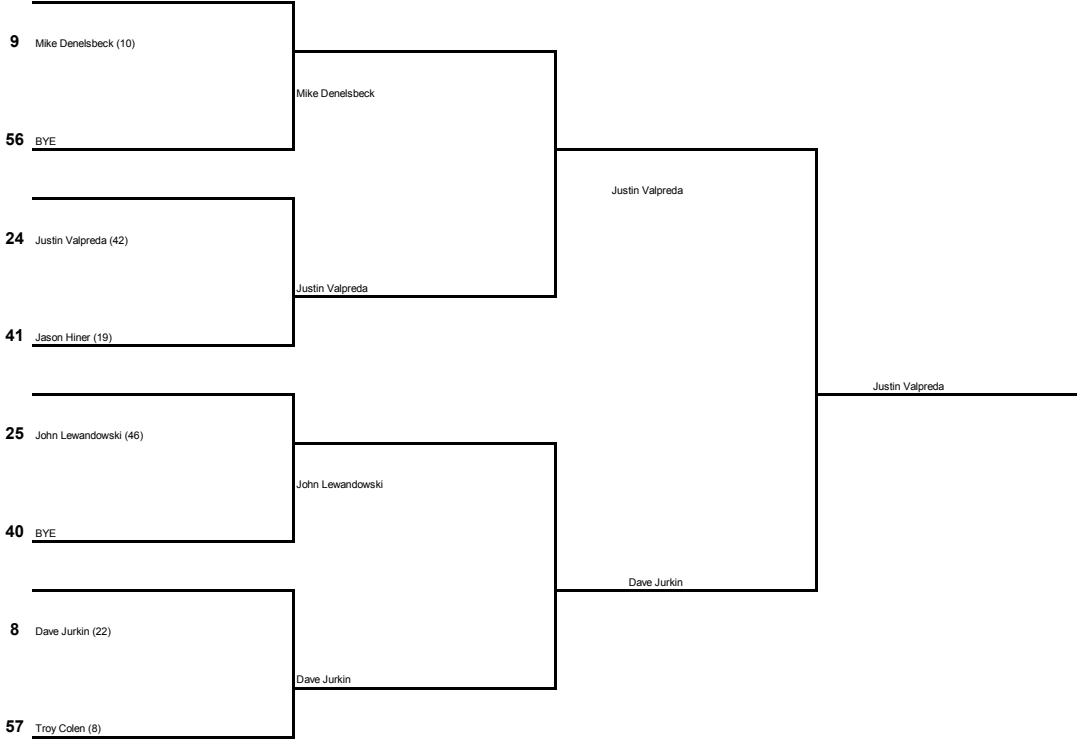 9 Mike Denelsbeck (10)
Mike Denelsbeck
56 BYE
Justin Valpreda
24 Justin Valpreda (42)
Justin Valpreda
41 Jason Hiner (19)
Justin Valpreda
25 John Lewandowski (46)
John Lewandowski
40 BYE
Dave Jurkin
8 Dave Jurkin (22)
Dave Jurkin
57 Troy Colen (8)